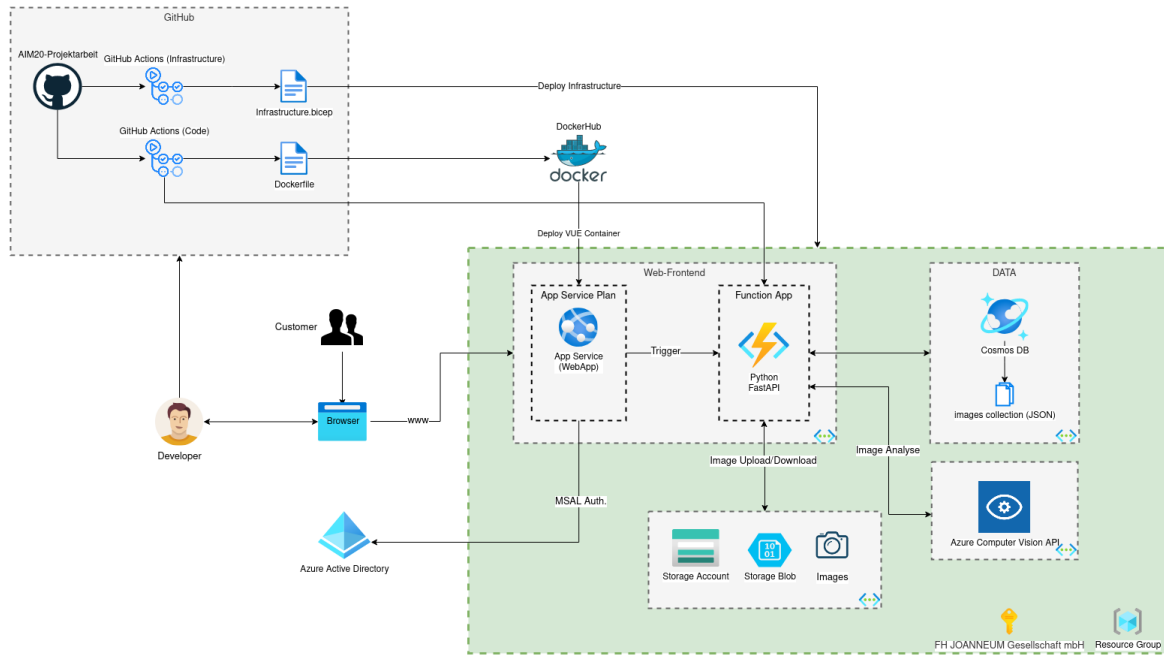 GitHub
AIM20-Projektarbeit
GitHub Actions (Infrastructure)
Infrastructure.bicep
Deploy Infrastructure
GitHub Actions (Code)
Dockerfile
DockerHub
docker
Deploy VUE Container
Web-Frontend
DATA
App Service Plan
App Service
(WebApp)
Trigger
Function App
Python
FastAPI
Cosmos DB
images collection (JSON)
Customer
Browser
www
Developer
Image Upload/Download
Image Analyse
MSAL Auth.
Azure Active Directory
Storage Account
10
01
Storage Blob
Images
Azure Computer Vision API
FH JOANNEUM Gesellschaft mbH
Resource Group